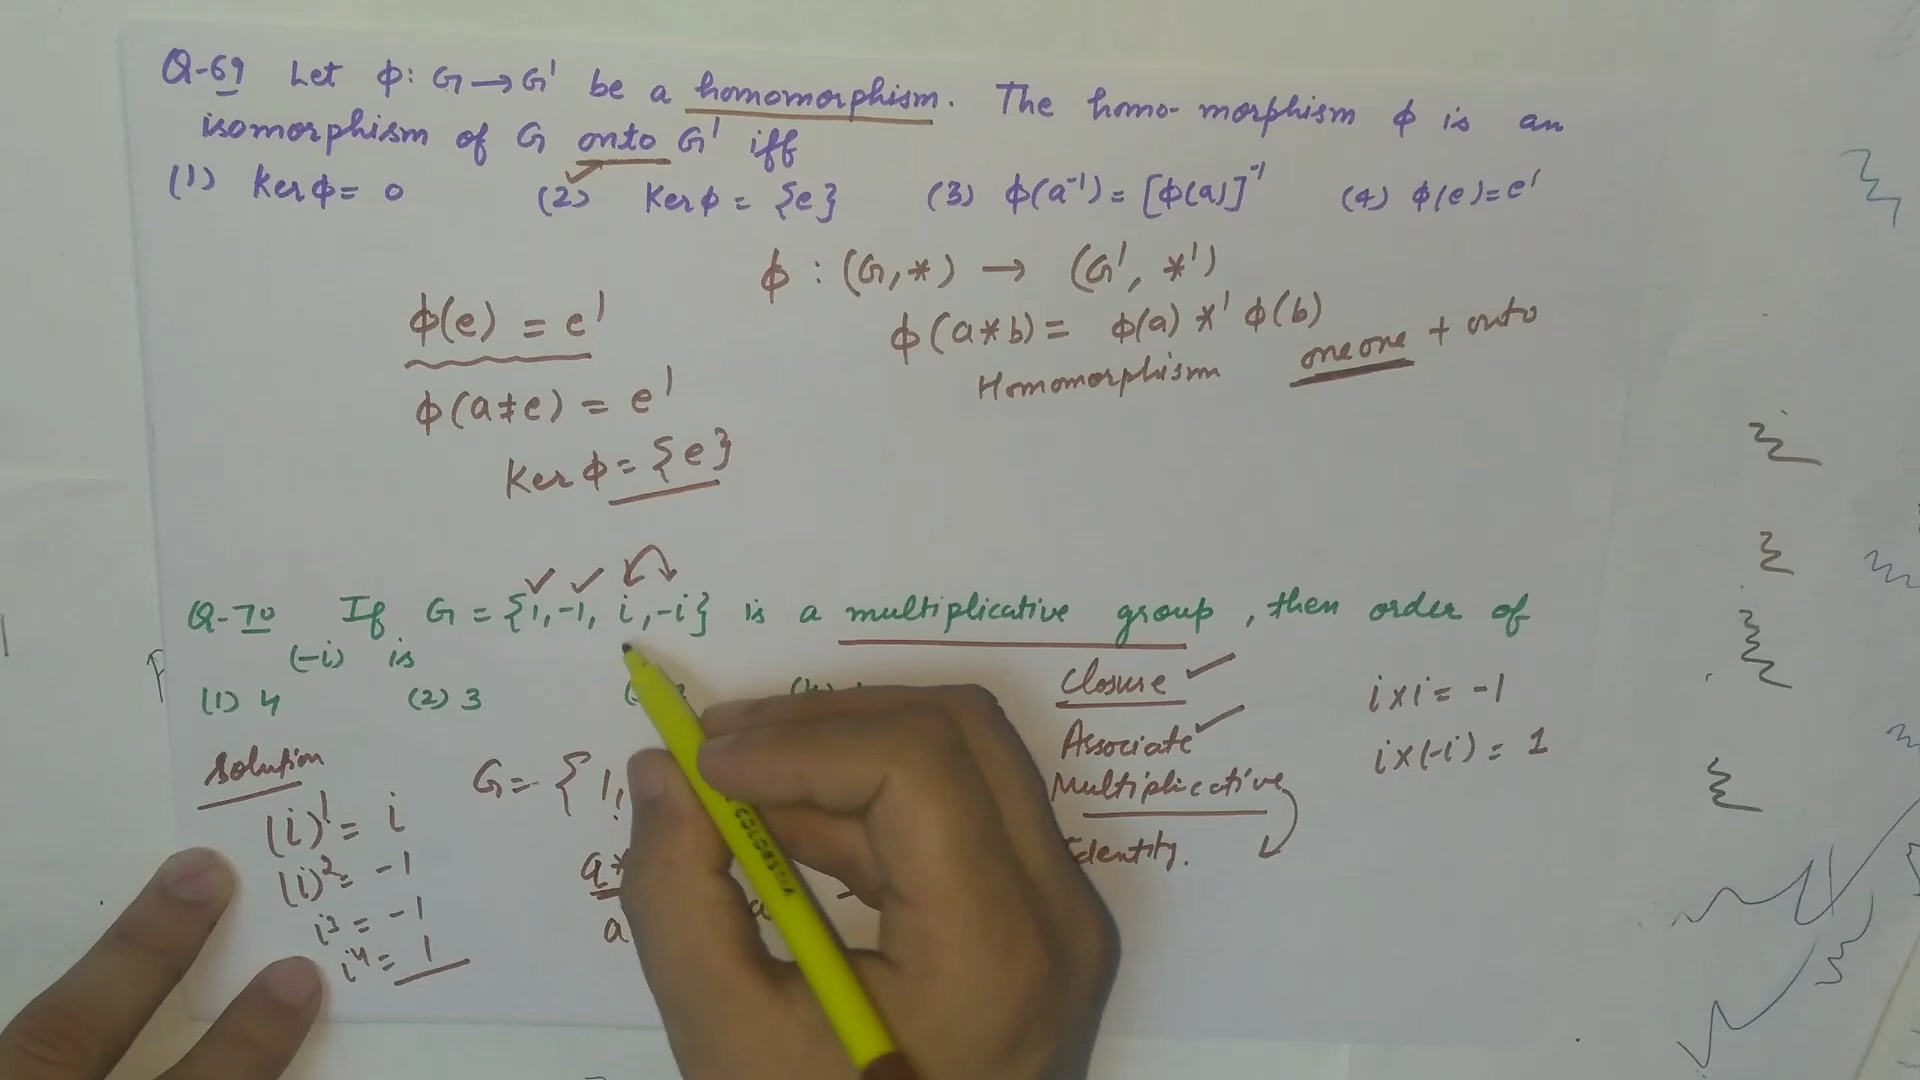 Q-69 Let ϕ: G → G' be a homomorphism. The homo-morphism ϕ is an
isomorphism of G onto G' iff
(1) Ker ϕ = 0 (2) Ker ϕ = {e} (3) ϕ(a⁻¹) = [ϕ(a)]⁻¹ (4) ϕ(e) = e'
ϕ : (G, *) → (G', *')
ϕ(e) = e'
ϕ(a * b) = ϕ(a) *' ϕ(b)
Homomorphism one one + onto
ϕ(a ≠ e) = e'
Ker ϕ = {e}
Q-70 If G = {1, -1, i, -i} is a multiplicative group, then order of
(-i) is
(1) 4 (2) 3
Closure
Associate
Multiplicative
Identity.
i x i = -1
i x (-i) = 1
Solution
(i)¹ = i
(i)² = -1
i³ = -1
i⁴ = 1
G = { 1,
a*
a
a
COLORSCIA